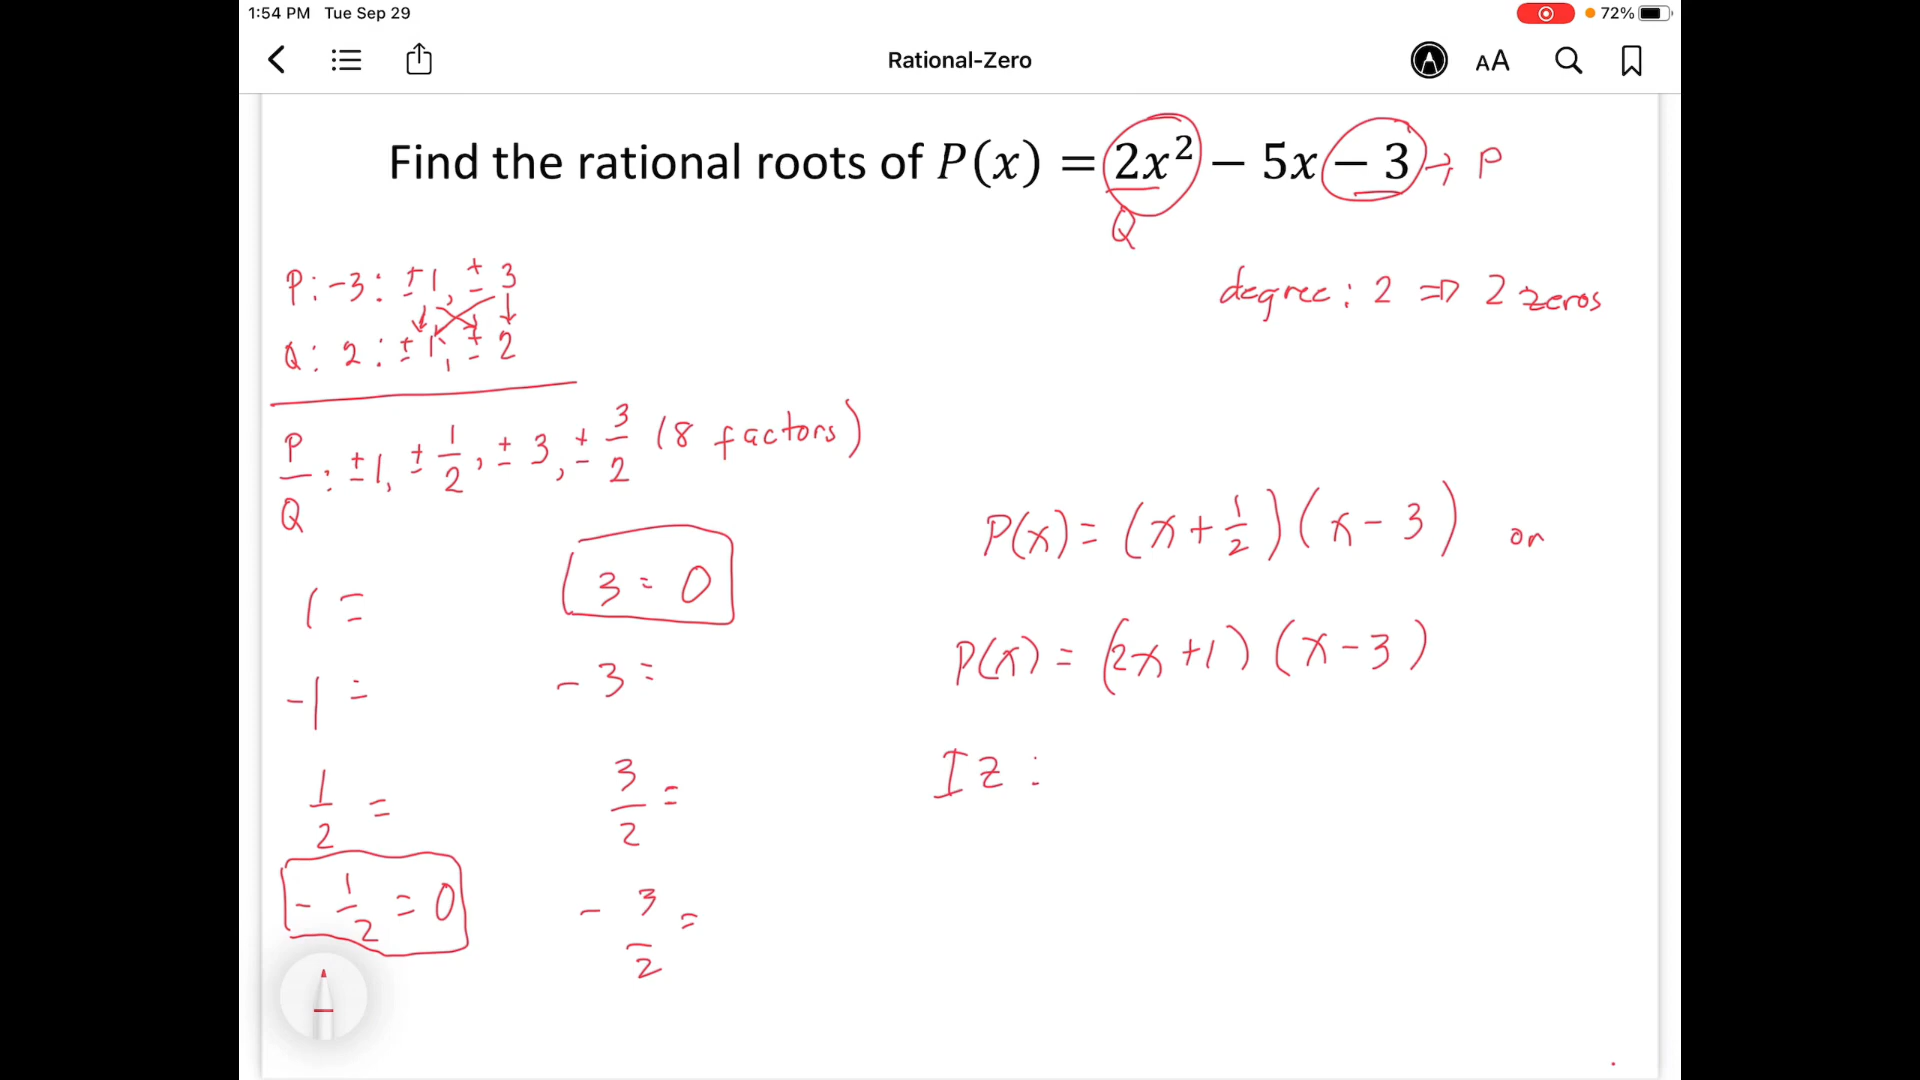 1:54 PM Tue Sep 29
72%
Rational-Zero
AA
Find the rational roots of P(x) = 2x² − 5x − 3 → P
Q
P: -3: ±1, ±3
Q: 2: ±1, ±2
degree: 2 ⇒ 2 zeros
P/Q: ±1, ±1/2, ±3, ±3/2 (8 factors)
1 =
-1 =
1/2 =
-1/2 = 0
3 = 0
-3 =
3/2 =
-3/2 =
P(x) = (x + 1/2)(x - 3) or
P(x) = (2x + 1)(x - 3)
IZ: